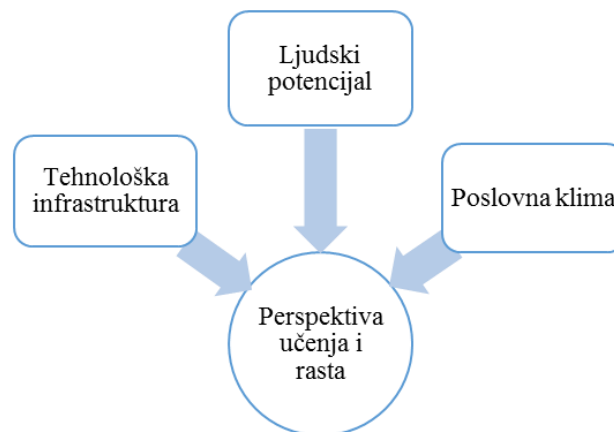 Ljudski
potencijal
Tehnološka
infrastruktura
Poslovna klima
Perspektiva
učenja i
rasta